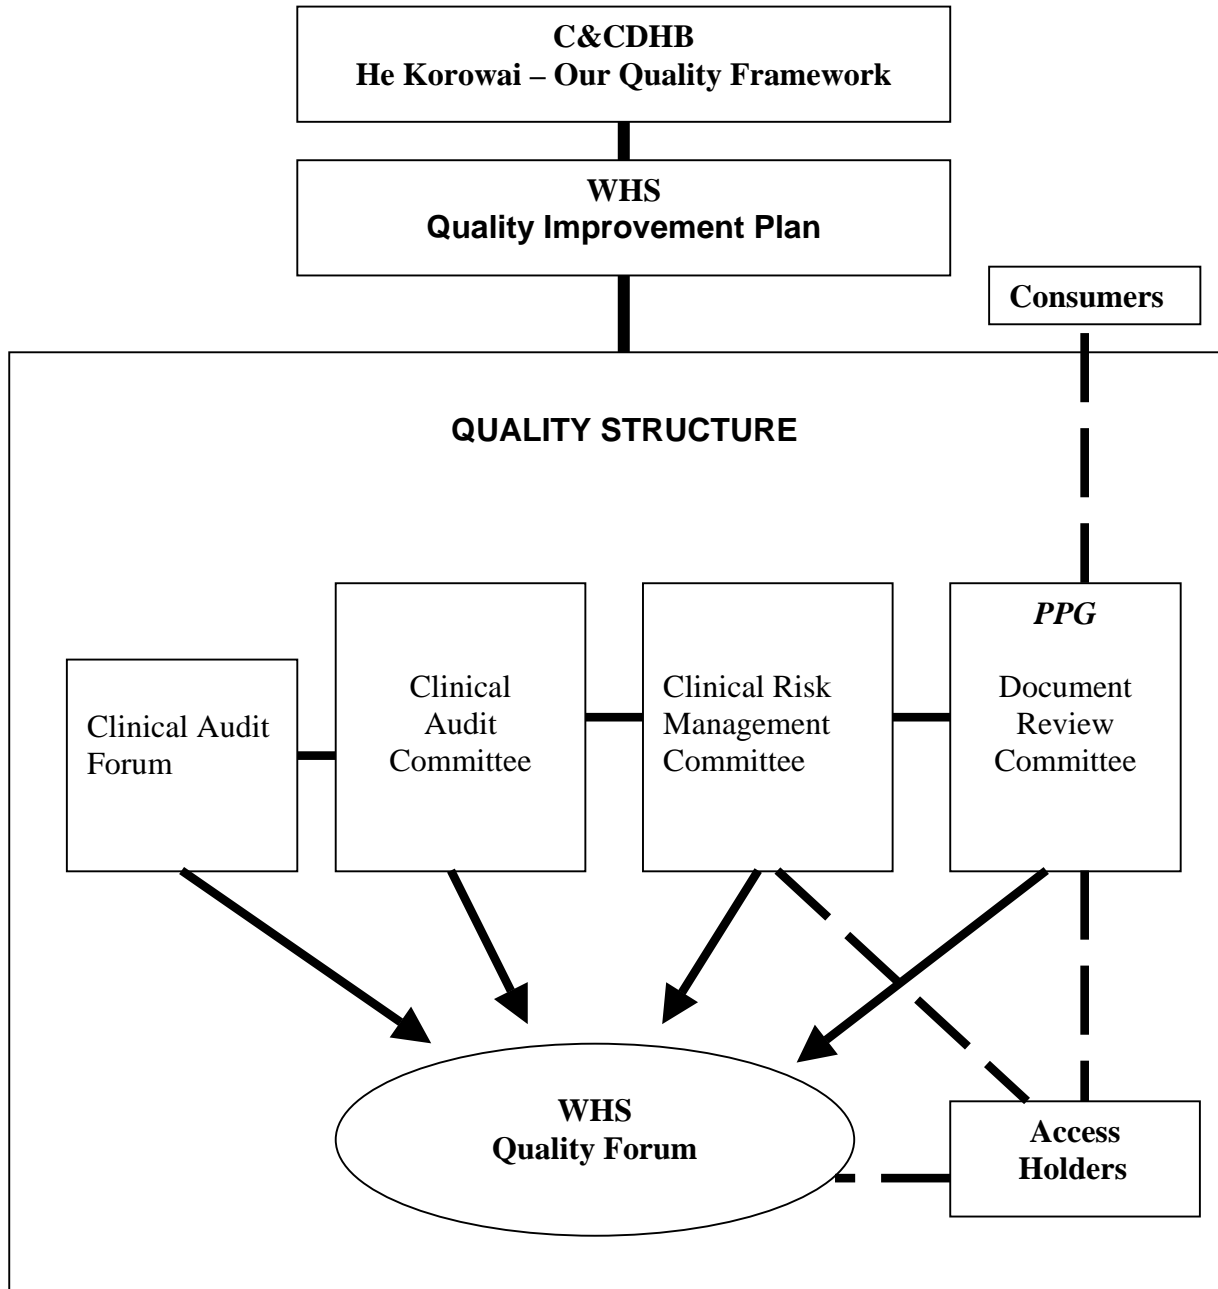 C&CDHB
He Korowai – Our Quality Framework
WHS
Quality Improvement Plan
Consumers
QUALITY STRUCTURE
Clinical Audit
Forum
Clinical
Audit
Committee
Clinical Risk
Management
Committee
PPG
Document
Review
Committee
WHS
Quality Forum
Access
Holders